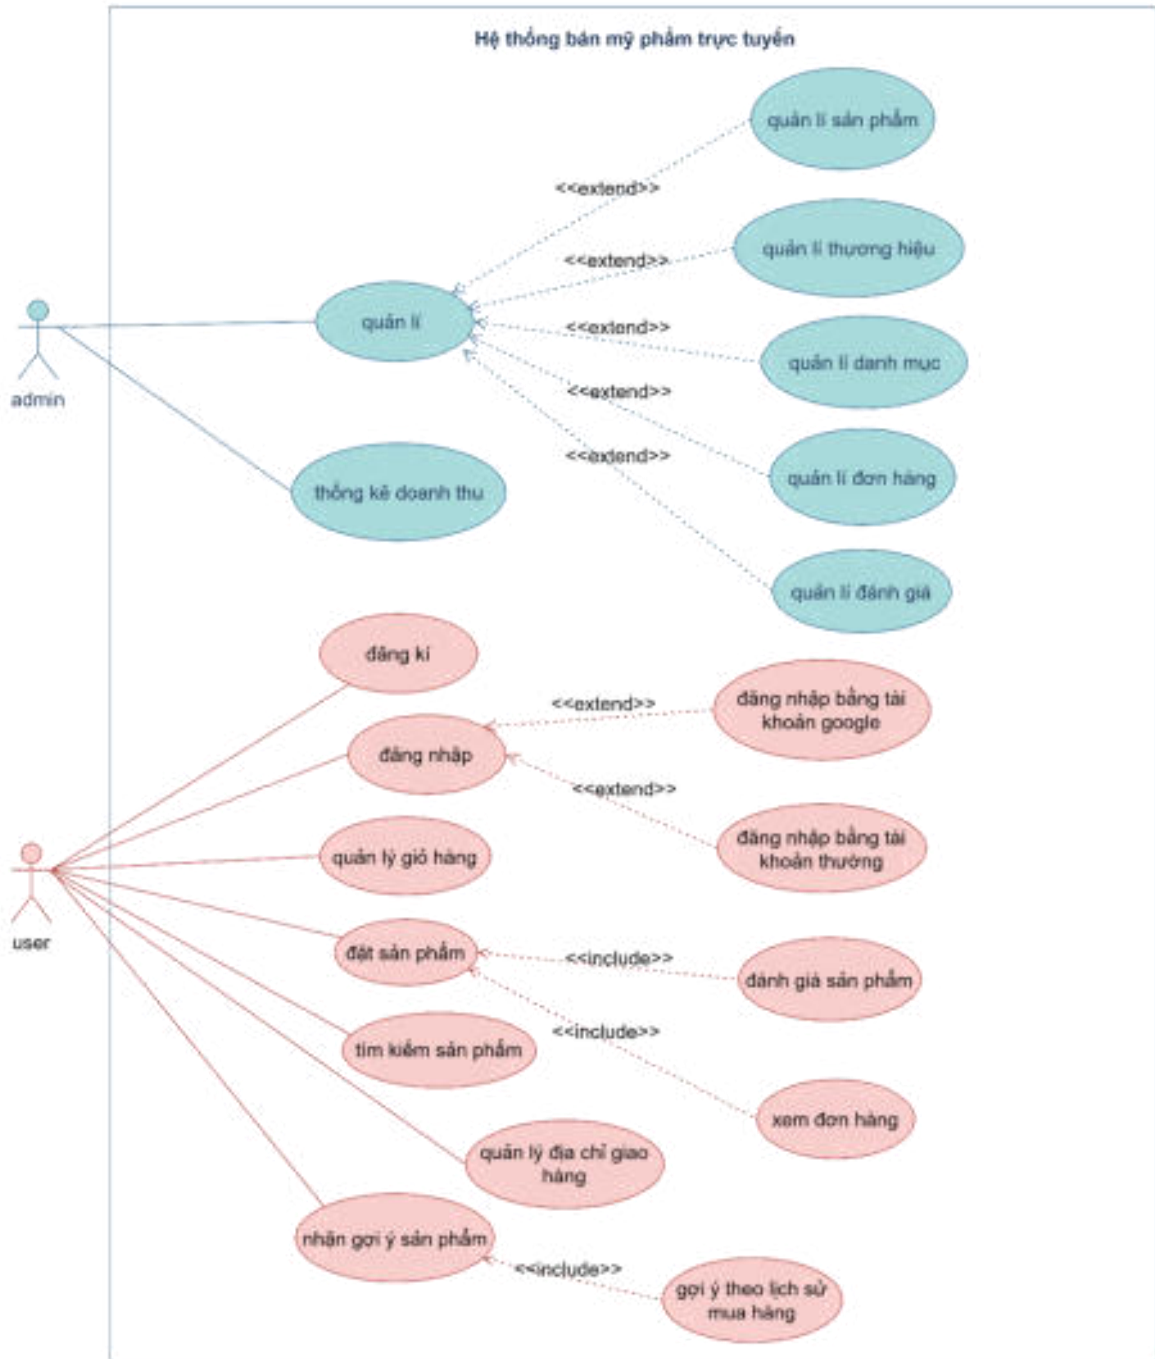 Hệ thống bán mỹ phẩm trực tuyến
quản lí sản phẩm
<<extend>>
quản lí thương hiệu
<<extend>>
quản lí
<<extend>>
quản lí danh mục
admin
<<extend>>
<<extend>>
quản lí đơn hàng
thống kê doanh thu
quản lí đánh giá
đăng kí
<<extend>>
đăng nhập bằng tài
khoản google
đăng nhập
<<extend>>
đăng nhập bằng tài
khoản thường
quản lý giỏ hàng
user
đặt sản phẩm
<<include>>
đánh giá sản phẩm
<<include>>
tìm kiếm sản phẩm
xem đơn hàng
quản lý địa chỉ giao
hàng
nhận gợi ý sản phẩm
<<include>>
gợi ý theo lịch sử
mua hàng